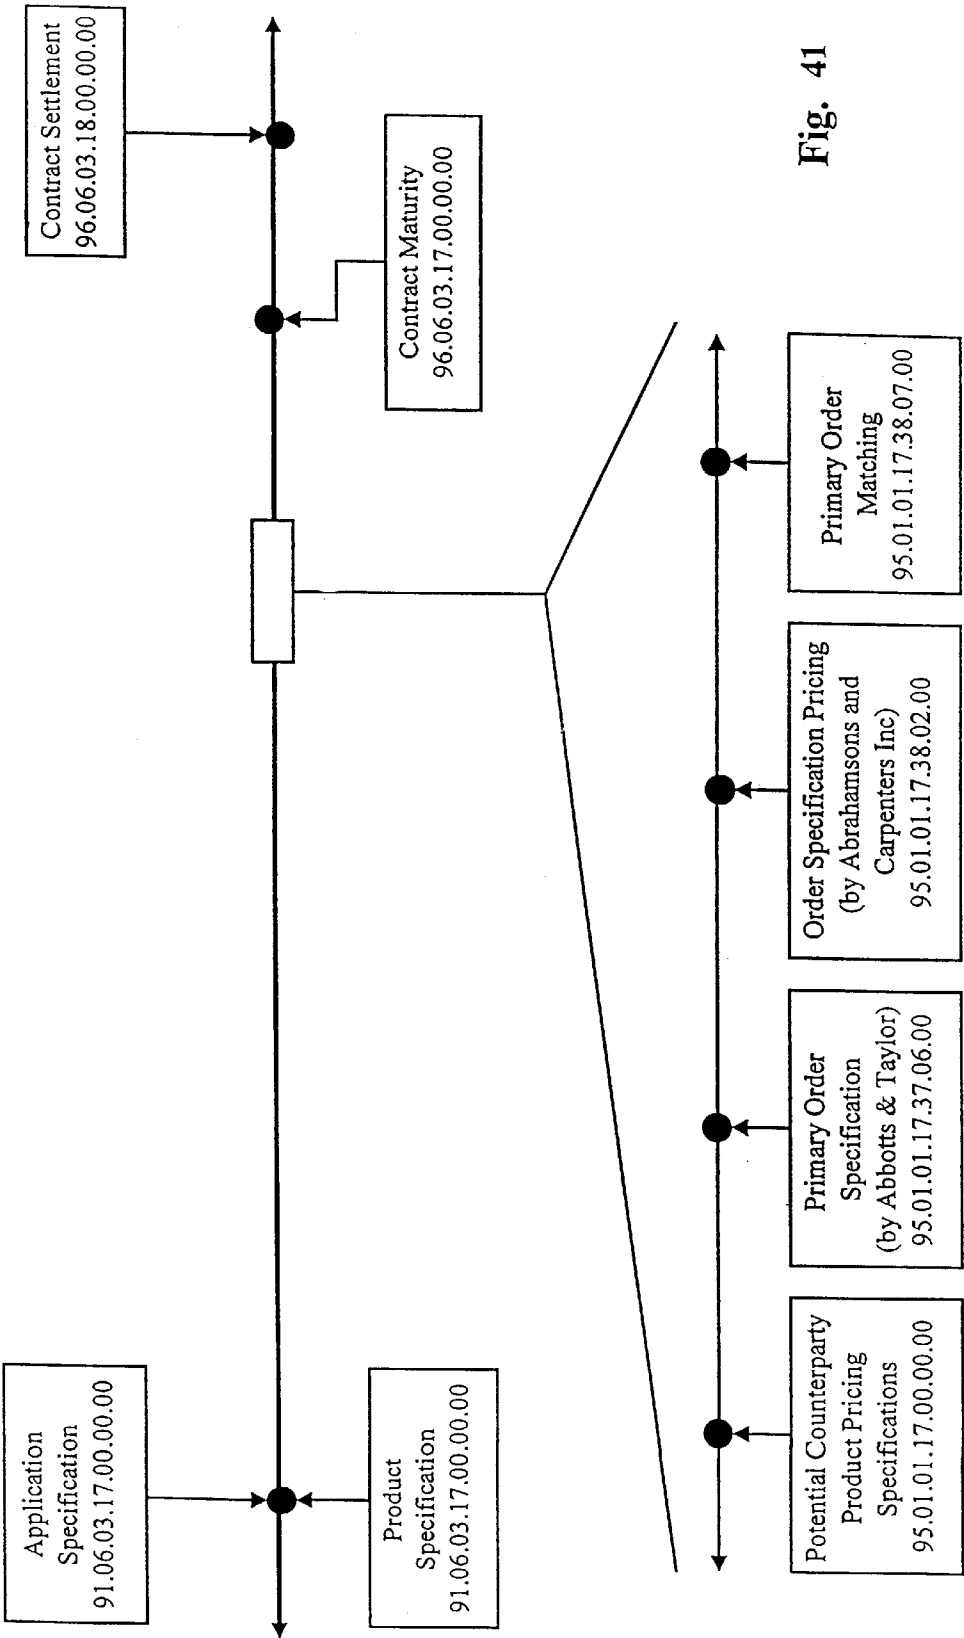 Application
Specification
91.06.03.17.00.00.00
Contract Settlement
96.06.03.18.00.00.00
Product
Specification
91.06.03.17.00.00.00
Contract Maturity
96.06.03.17.00.00.00
Potential Counterparty
Product Pricing
Specifications
95.01.01.17.00.00.00
Primary Order
Specification
(by Abbotts & Taylor)
95.01.01.17.37.06.00
Order Specification Pricing
(by Abrahamsons and
Carpenters Inc)
95.01.01.17.38.02.00
Primary Order
Matching
95.01.01.17.38.07.00
Fig. 41